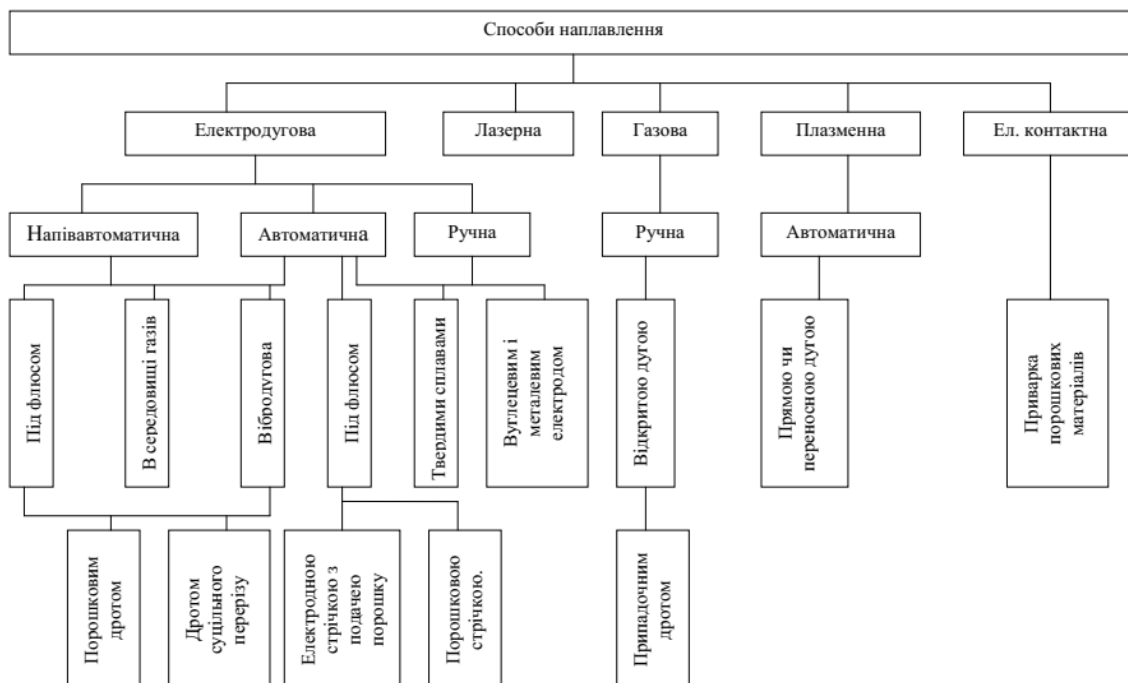 Способи наплавлення
Електродугова
Лазерна
Газова
Плазменна
Ел. контактна
Напівавтоматична
Автоматична
Ручна
Ручна
Автоматична
Під флюсом
В середовищі газів
Вібродугова
Під флюсом
Твердими сплавами
Вуглецевим і
металевим
електродом
Відкритою дугою
Прямою чи
переносною дугою
Приварка
порошкових
матеріалів
Порошковим
дротом
Дротом
суцільного
перерізу
Електродною
стрічкою з
подачею
порошку
Порошковою
стрічкою.
Припадочним
дротом